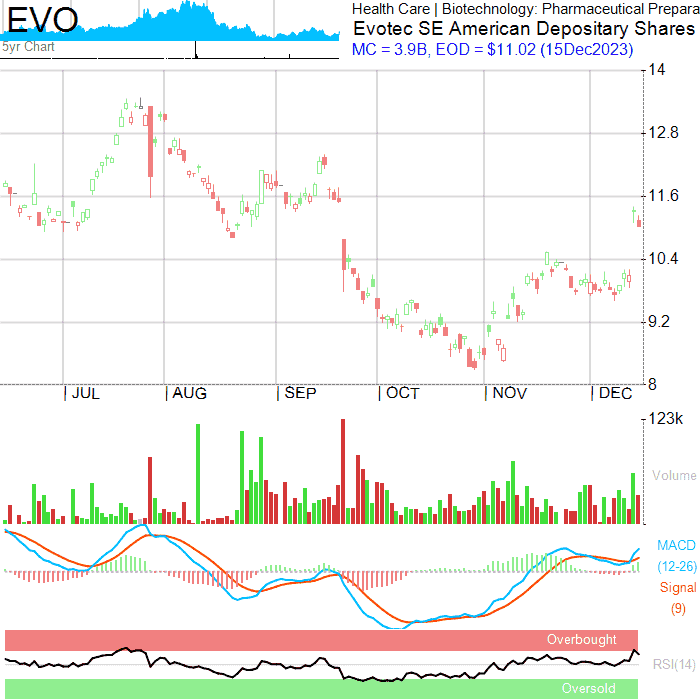 EVO
5yr Chart
Health Care | Biotechnology: Pharmaceutical Prepara
Evotec SE American Depositary Shares
MC = 3.9B, EOD = $11.02 (15Dec2023)
14
12.8
11.6
10.4
9.2
8
JUL AUG SEP OCT NOV DEC
123k
Volume
MACD
(12-26)
Signal
(9)
Overbought
RSI(14)
Oversold